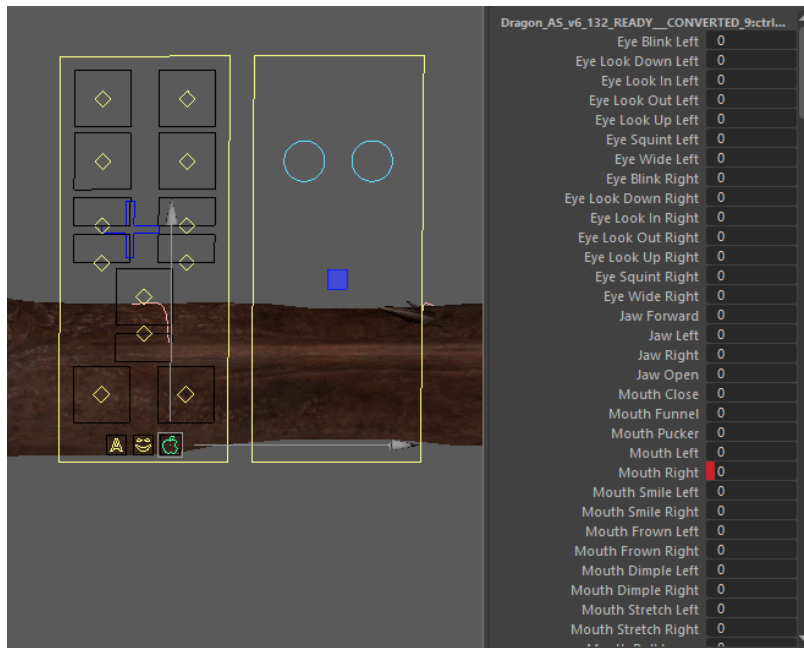 Dragon_AS_v6_132_READY__CONVERTED_9:ctrl...
Eye Blink Left 0
Eye Look Down Left 0
Eye Look In Left 0
Eye Look Out Left 0
Eye Look Up Left 0
Eye Squint Left 0
Eye Wide Left 0
Eye Blink Right 0
Eye Look Down Right 0
Eye Look In Right 0
Eye Look Out Right 0
Eye Look Up Right 0
Eye Squint Right 0
Eye Wide Right 0
Jaw Forward 0
Jaw Left 0
Jaw Right 0
Jaw Open 0
Mouth Close 0
Mouth Funnel 0
Mouth Pucker 0
Mouth Left 0
Mouth Right 0
Mouth Smile Left 0
Mouth Smile Right 0
Mouth Frown Left 0
Mouth Frown Right 0
Mouth Dimple Left 0
Mouth Dimple Right 0
Mouth Stretch Left 0
Mouth Stretch Right 0
A